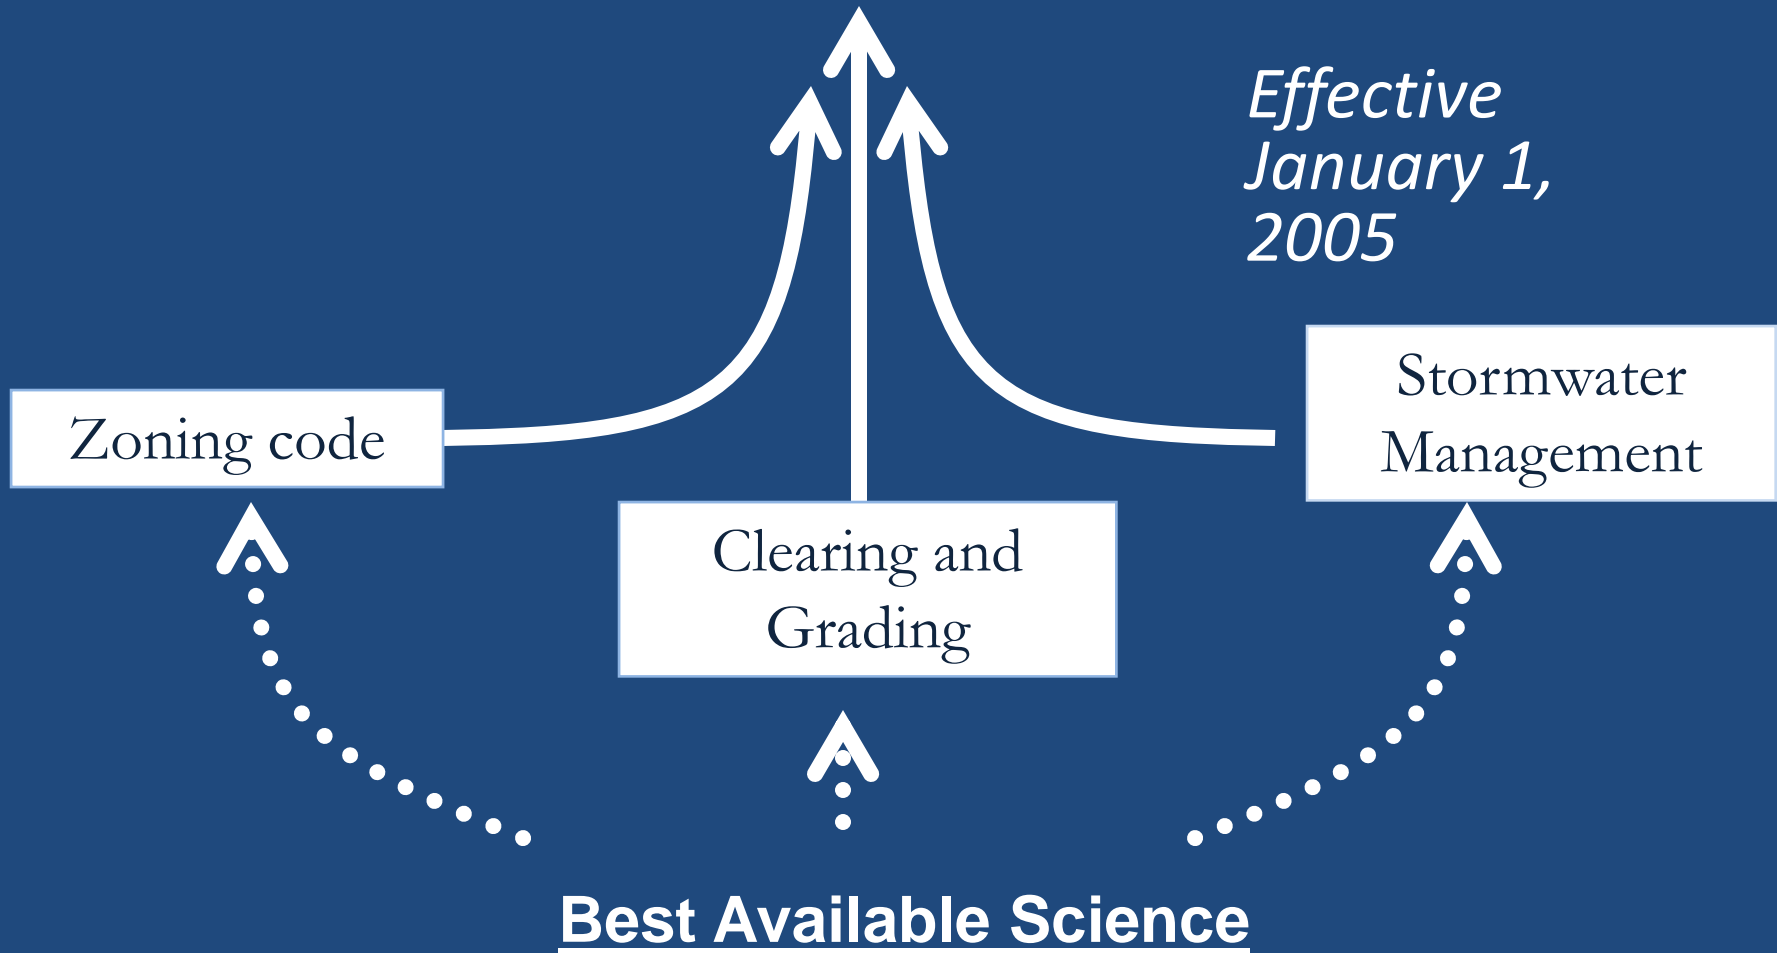 Effective
January 1,
2005
Zoning code
Stormwater
Management
Clearing and
Grading
Best Available Science